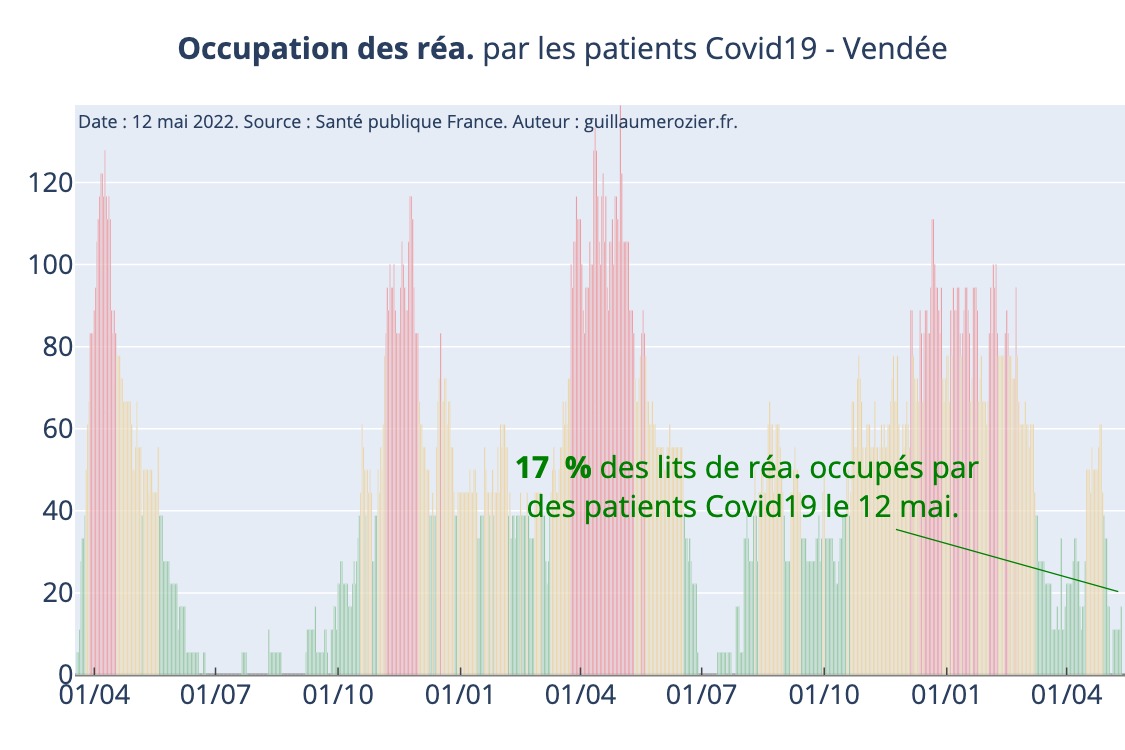 Occupation des réa. par les patients Covid19 - Vendée
Date : 12 mai 2022. Source : Santé publique France. Auteur : guillaumerozier.fr.
120
100
80
60
40
20
0
17  % des lits de réa. occupés par
des patients Covid19 le 12 mai.
01/04 01/07 01/10 01/01 01/04 01/07 01/10 01/01 01/04